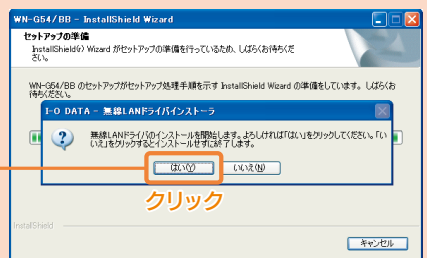 WN-G54/BB - InstallShield Wizard
セットアップの準備
InstallShield(R) Wizard がセットアップの準備を行っているため、しばらくお待ちくだ
さい。
WN-G54/BB のセットアップがセットアップ処理手順を示す InstallShield Wizard の準備をしています。 しばらくお
待ちください。
I-O DATA - 無線LANドライバインストーラ
無線LANドライバのインストールを開始します。よろしければ「はい」をクリックしてください。「い
いえ」をクリックするとインストールせずに終了します。
はい(Y) いいえ(N)
クリック
InstallShield
キャンセル